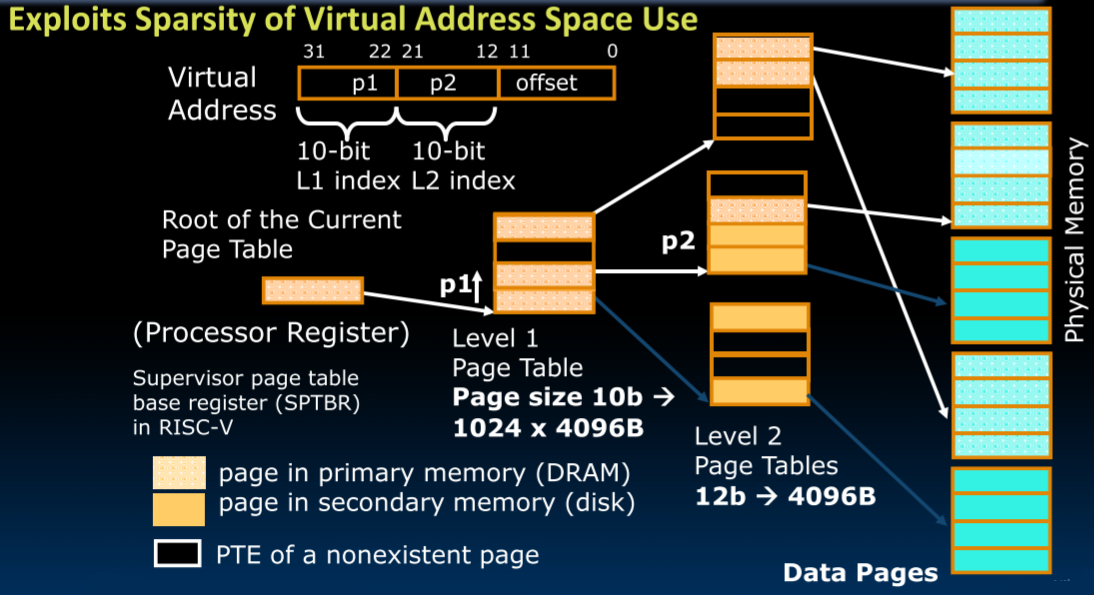 Exploits Sparsity of Virtual Address Space Use
31 22 21 12 11 0
Virtual
Address
p1 p2 offset
10-bit
L1 index
10-bit
L2 index
Root of the Current
Page Table
p1
p2
(Processor Register)
Supervisor page table
base register (SPTBR)
in RISC-V
Level 1
Page Table
Page size 10b →
1024 x 4096B
Level 2
Page Tables
12b → 4096B
page in primary memory (DRAM)
page in secondary memory (disk)
PTE of a nonexistent page
Physical Memory
Data Pages